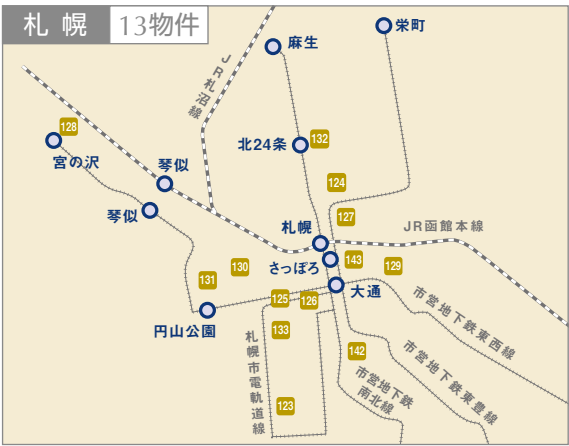 札幌 13物件
栄町
麻生
JR札沼線
128
132
北24条
宮の沢
琴似
124
琴似
127
札幌
JR函館本線
さっぽろ
143
129
130
131
大通
125
126
市営地下鉄東西線
円山公園
133
札幌市電軌道線
142
市営地下鉄東豊線
市営地下鉄
南北線
123